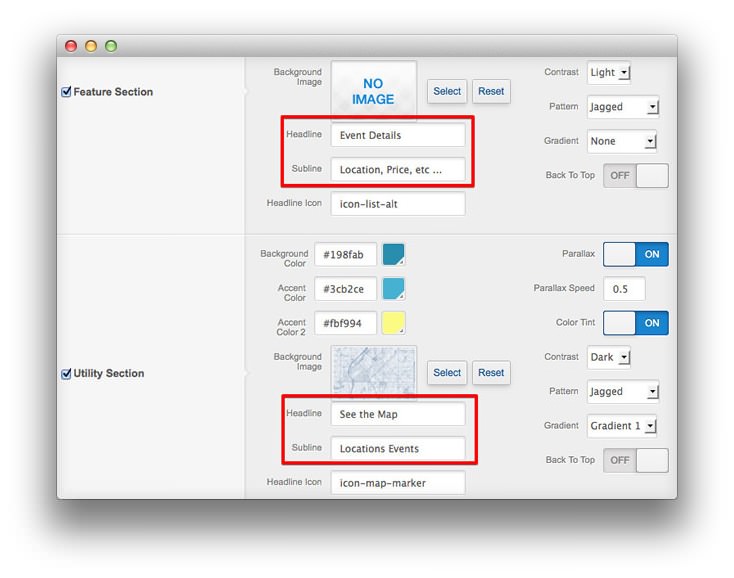 Background Image
NO IMAGE
Select
Reset
Contrast
Light
Feature Section
Headline
Event Details
Pattern
Jagged
Subline
Location, Price, etc ...
Gradient
None
Headline Icon
icon-list-alt
Back To Top
OFF
Background Color
#198fab
Parallax
ON
Accent Color
#3cb2ce
Parallax Speed
0.5
Accent Color 2
#fbf994
Color Tint
ON
Background Image
Select
Reset
Contrast
Dark
Utility Section
Headline
See the Map
Pattern
Jagged
Subline
Locations Events
Gradient
Gradient 1
Headline Icon
icon-map-marker
Back To Top
OFF